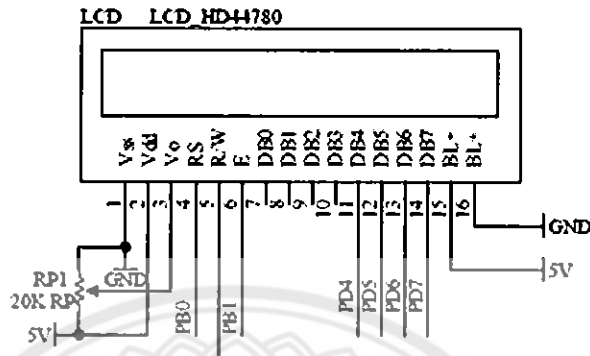 LCD LCD_HD44780
Vss Vdd Vo RS R/W E DB0 DB1 DB2 DB3 DB4 DB5 DB6 DB7 BL+ BL+
1 2 3 4 5 6 7 8 9 10 11 12 13 14 15 16
GND
5V
RP1
20K RP
GND
5V
PB0 PB1 PD4 PD5 PD6 PD7